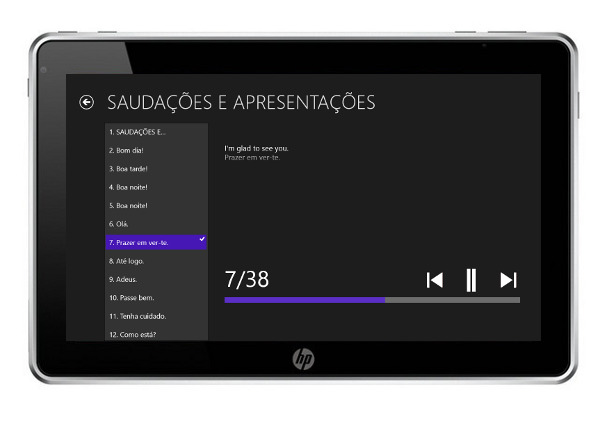 SAUDAÇÕES E APRESENTAÇÕES
1. SAUDAÇÕES E...
2. Bom dia!
3. Boa tarde!
4. Boa noite!
5. Boa noite!
6. Olá.
7. Prazer em ver-te.
8. Até logo.
9. Adeus.
10. Passe bem.
11. Tenha cuidado.
12. Como está?
I'm glad to see you.
Prazer em ver-te.
7/38
hp